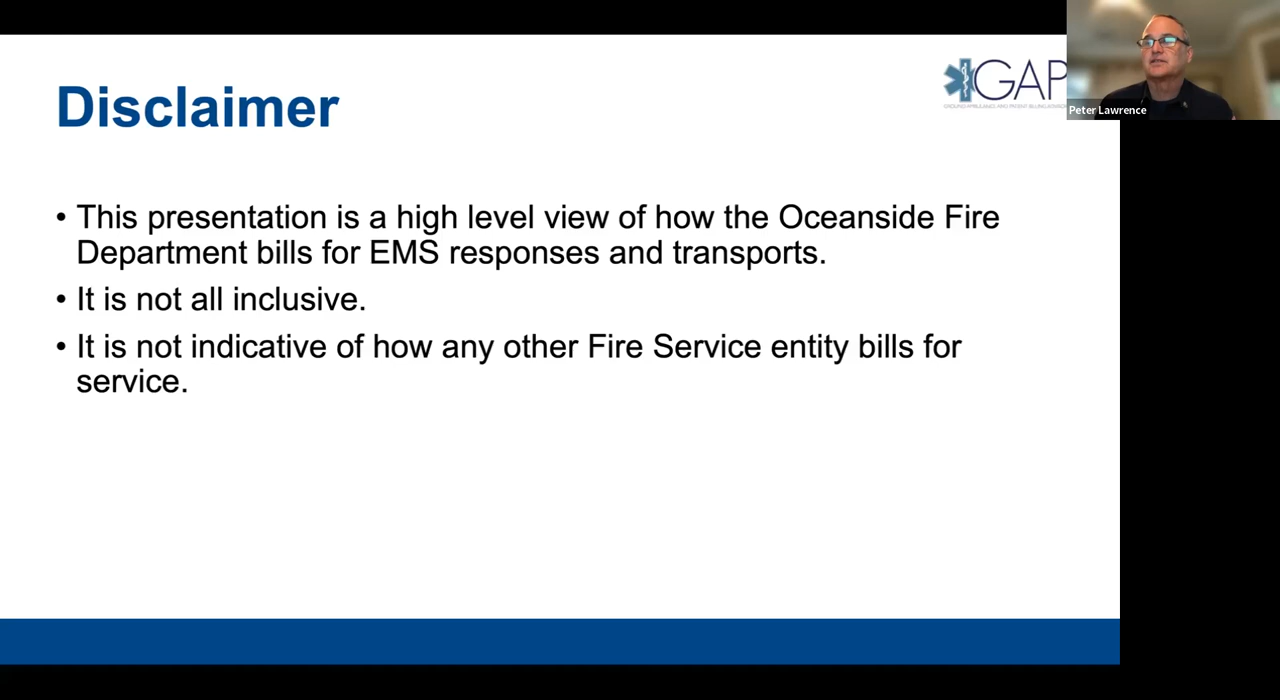 Disclaimer
GAP
Peter Lawrence
• This presentation is a high level view of how the Oceanside Fire
Department bills for EMS responses and transports.
• It is not all inclusive.
• It is not indicative of how any other Fire Service entity bills for
service.